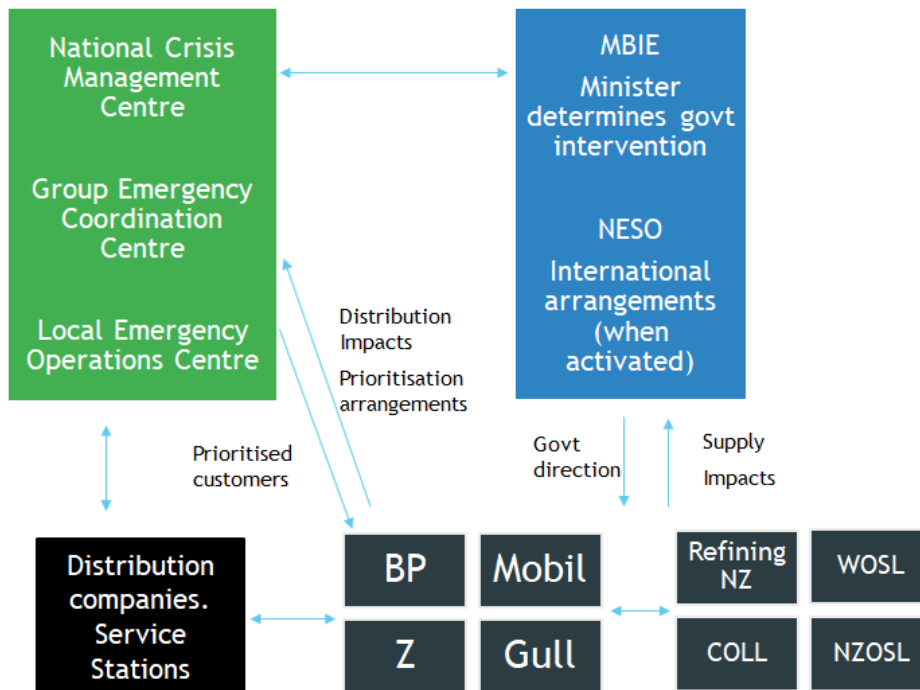 National Crisis
Management
Centre
Group Emergency
Coordination
Centre
Local Emergency
Operations Centre
MBIE
Minister
determines govt
intervention
NESO
International
arrangements
(when
activated)
Distribution
Impacts
Prioritisation
arrangements
Prioritised
customers
Govt
direction
Supply
Impacts
Distribution
companies.
Service
Stations
BP
Mobil
Z
Gull
Refining
NZ
WOSL
COLL
NZOSL